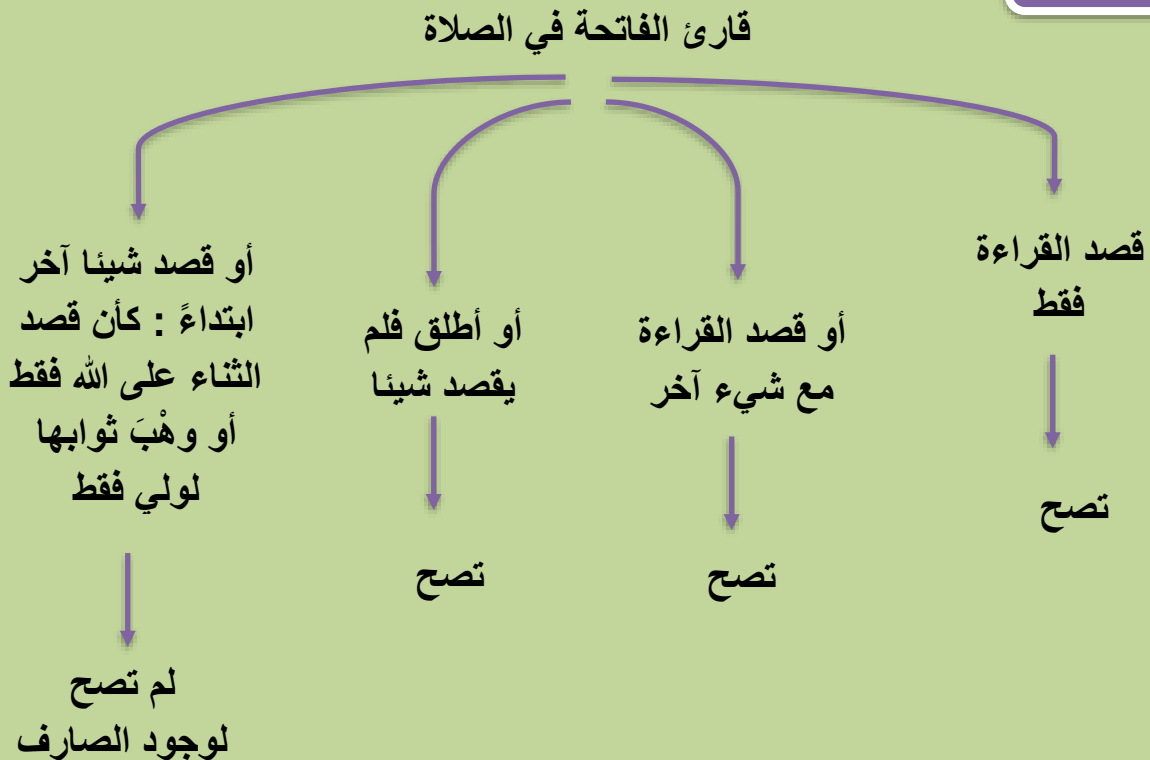 قارئ الفاتحة في الصلاة
قصد القراءة
فقط
تصح
أو قصد القراءة
مع شيء آخر
تصح
أو أطلق فلم
يقصد شيئا
تصح
أو قصد شيئا آخر
ابتداءً : كأن قصد
الثناء على الله فقط
أو وهْبَ ثوابها
لولي فقط
لم تصح
لوجود الصارف